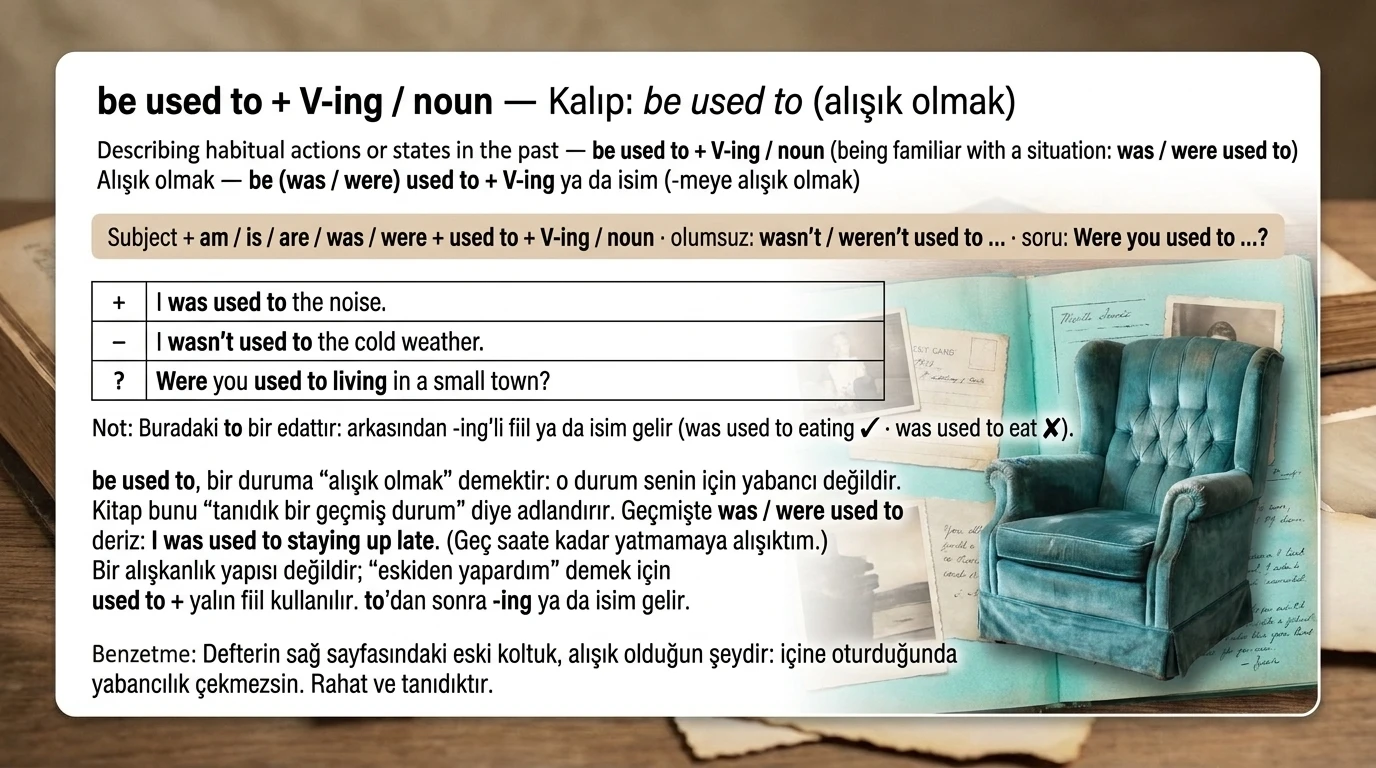 be used to + V-ing / noun — Kalıp: be used to (alışık olmak)
Describing habitual actions or states in the past — be used to + V-ing / noun (being familiar with a situation: was / were used to)
Alışık olmak — be (was / were) used to + V-ing ya da isim (-meye alışık olmak)
Subject + am / is / are / was / were + used to + V-ing / noun · olumsuz: wasn't / weren't used to ... · soru: Were you used to ...?
+ I was used to the noise.
– I wasn't used to the cold weather.
? Were you used to living in a small town?
Not: Buradaki to bir edattır: arkasından -ing'li fiil ya da isim gelir (was used to eating ✓ · was used to eat ✗).
be used to, bir duruma “alışık olmak” demektir: o durum senin için yabancı değildir.
Kitap bunu “tanıdık bir geçmiş durum” diye adlandırır. Geçmişte was / were used to
deriz: I was used to staying up late. (Geç saate kadar yatmamaya alışıktım.)
Bir alışkanlık yapısı değildir; “eskiden yapardım” demek için
used to + yalın fiil kullanılır. to'dan sonra -ing ya da isim gelir.
Benzetme: Defterin sağ sayfasındaki eski koltuk, alışık olduğun şeydir: içine oturduğunda
yabancılık çekmezsin. Rahat ve tanıdıktır.